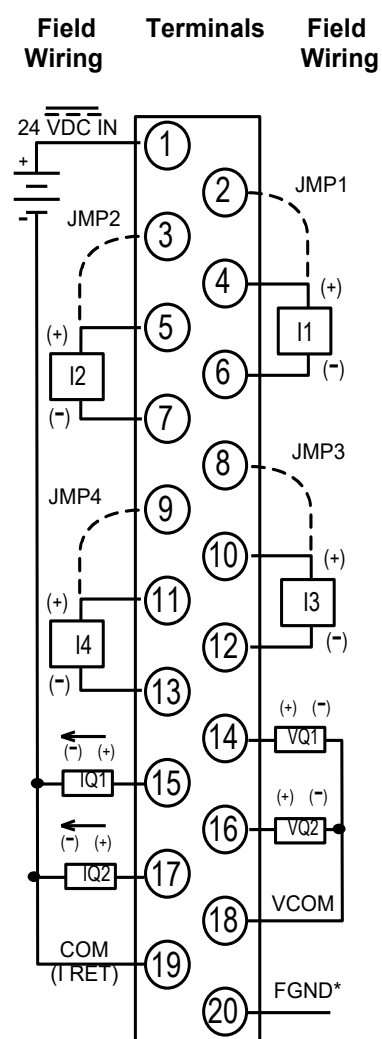 Field Wiring
Terminals
Field Wiring
24 VDC IN
+
-
1
2
JMP1
JMP2
3
4
(+)
I1
(-)
5
(+)
I2
(-)
6
7
8
JMP3
JMP4
9
10
(+)
I3
(-)
11
(+)
I4
(-)
12
13
14
(+) (-)
VQ1
(-) (+)
IQ1
15
16
(+) (-)
VQ2
(-) (+)
IQ2
17
18
VCOM
COM
(I RET)
19
20
FGND*